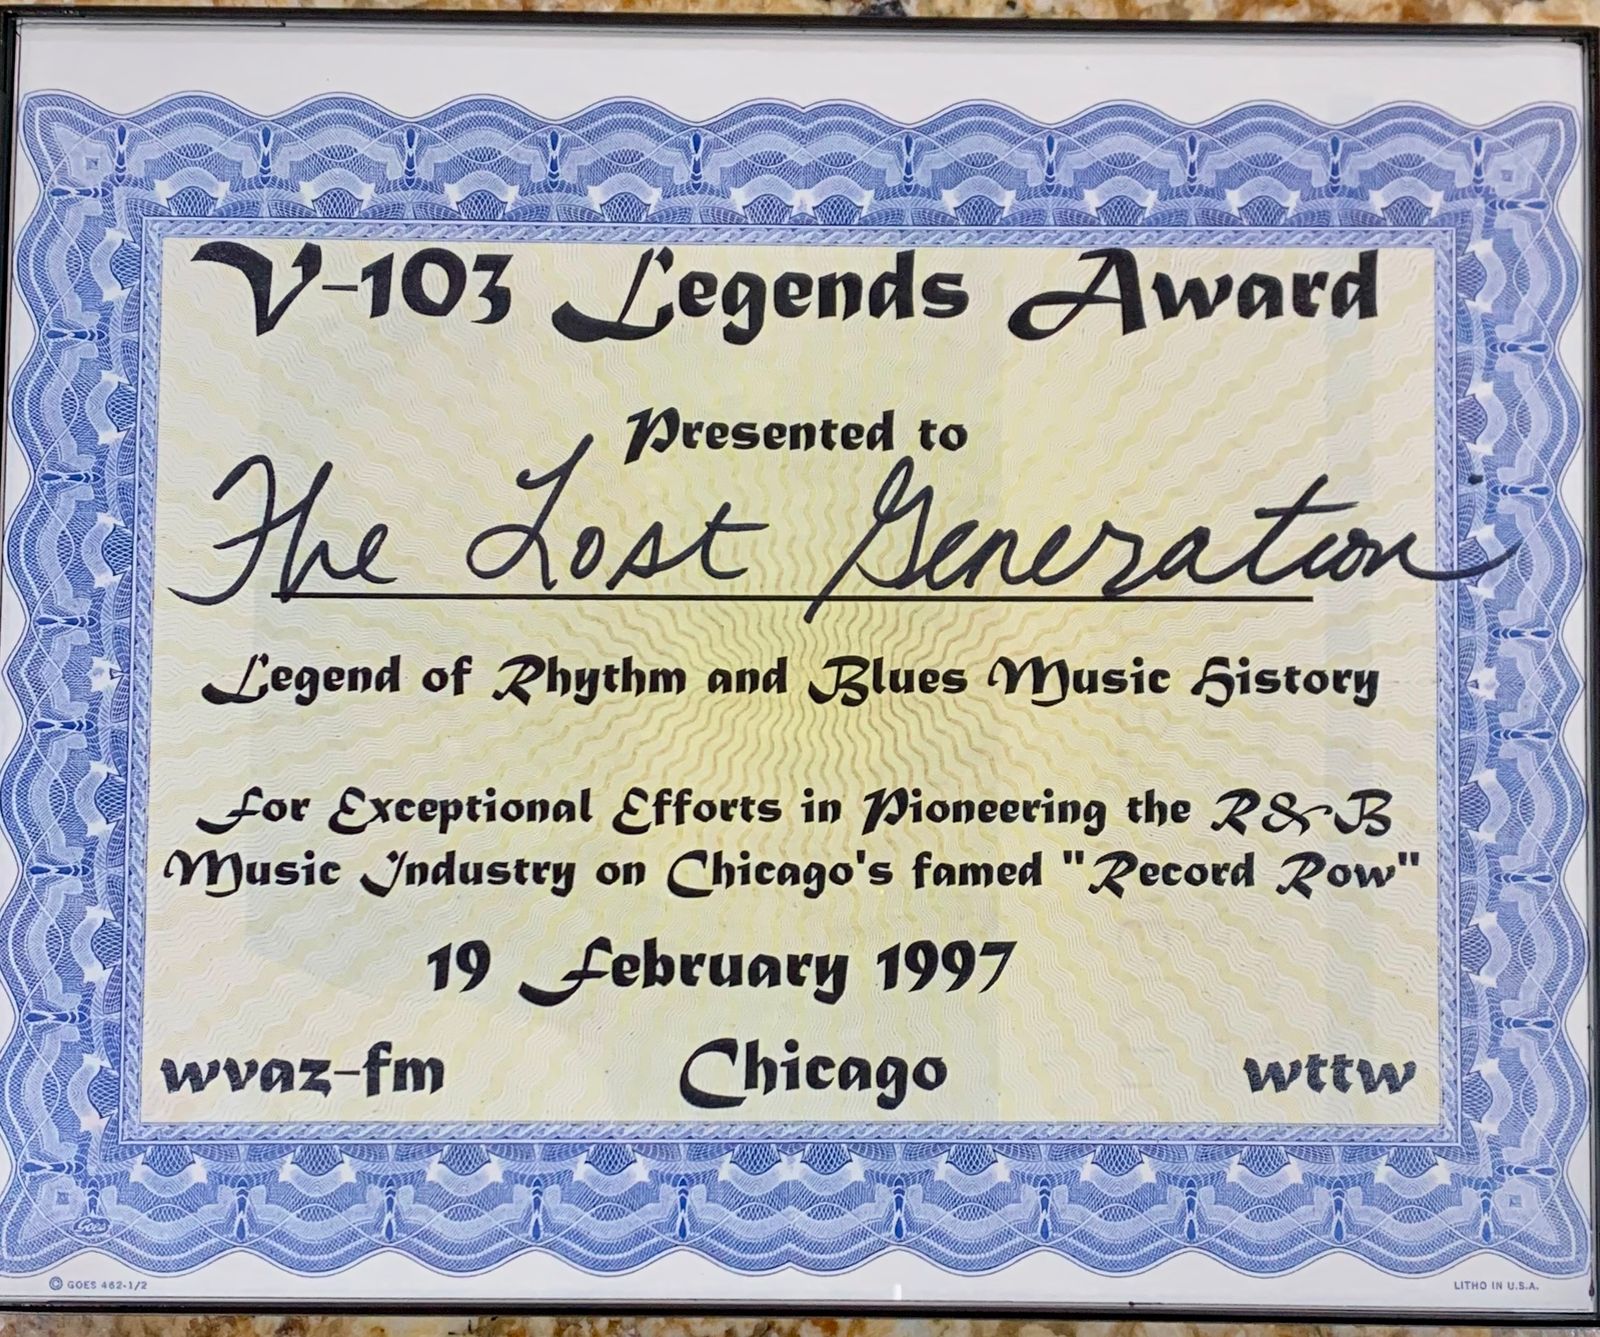 V-103 Legends Award
Presented to
The Lost Generation
Legend of Rhythm and Blues Music History
For Exceptional Efforts in Pioneering the R&B
Music Industry on Chicago's famed "Record Row"
19 February 1997
wvaz-fm Chicago wttw
Goes
© GOES 462-1/2 LITHO IN U.S.A.